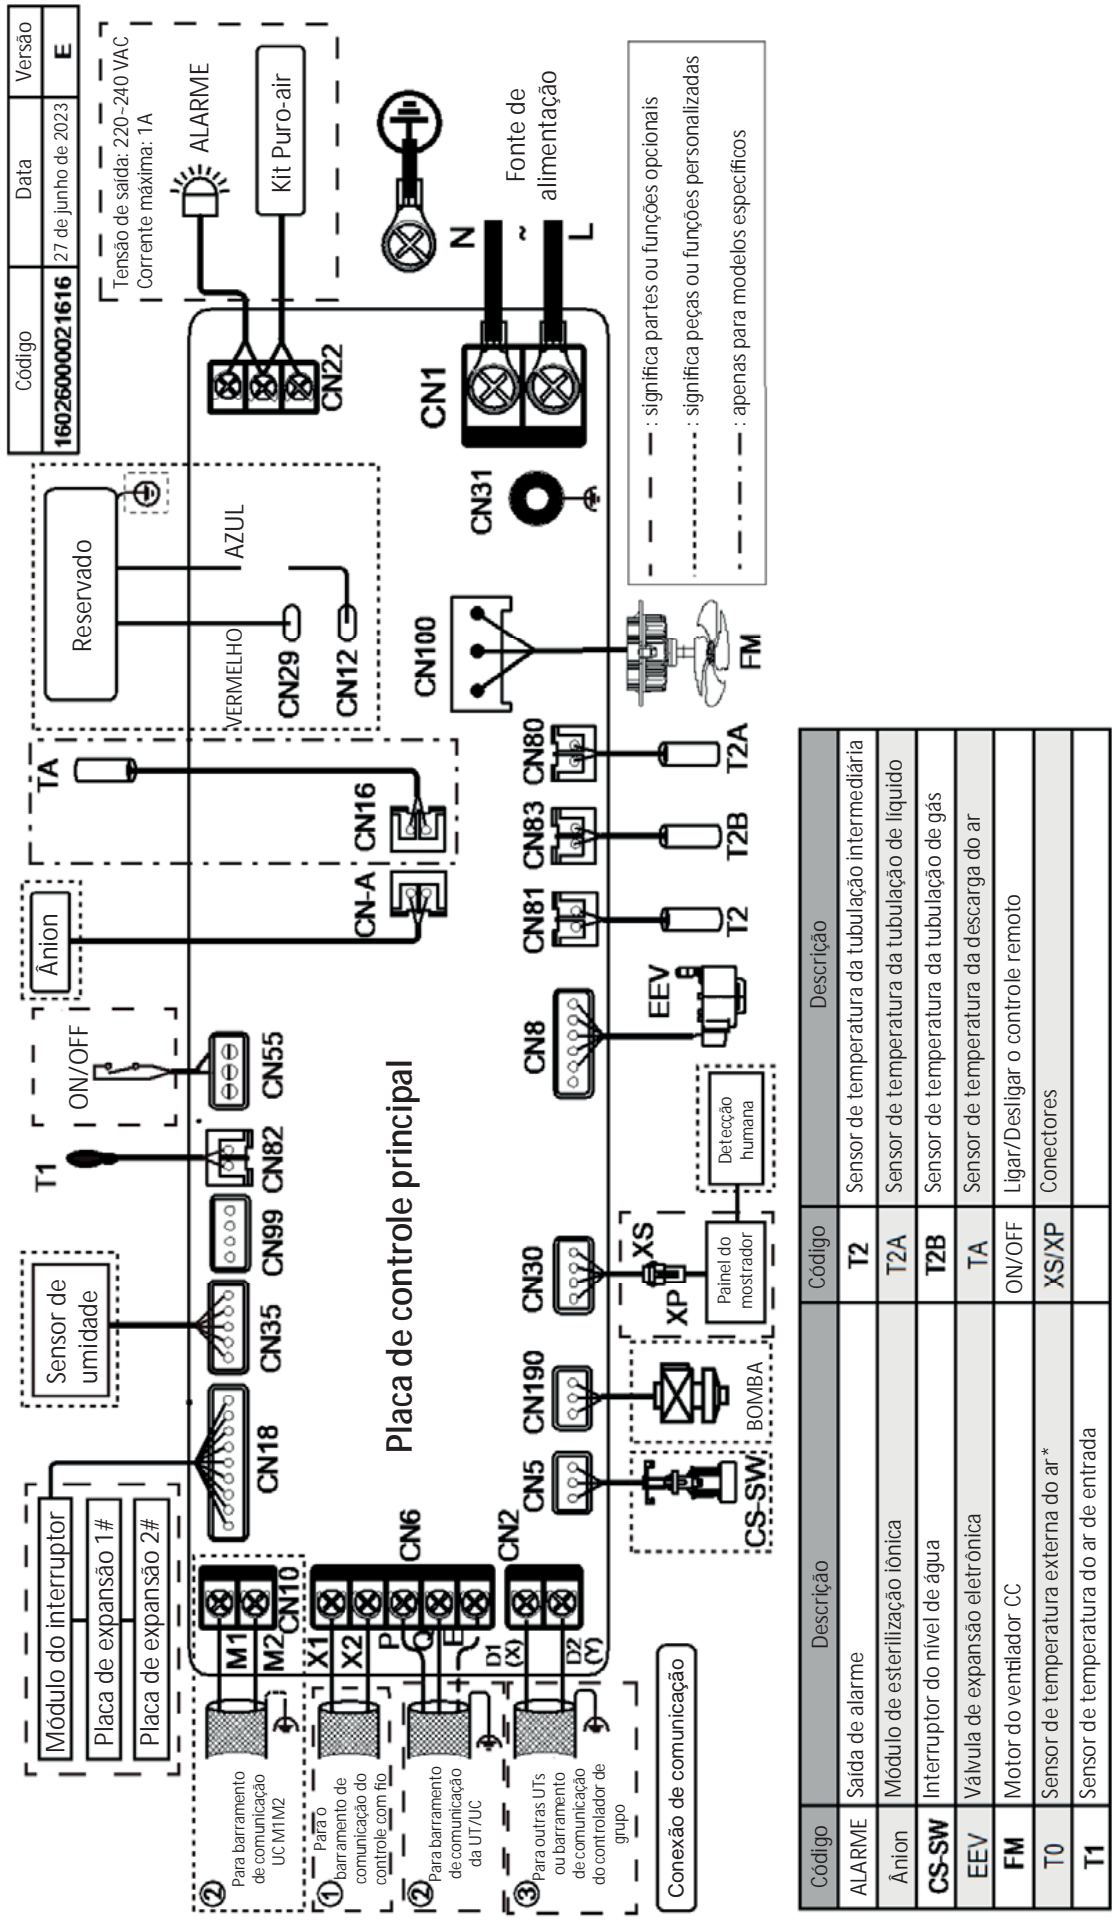 Código
Data
Versão
16026000021616
27 de junho de 2023
E
Módulo do interruptor
Placa de expansão 1#
Placa de expansão 2#
Sensor de
umidade
T1
ON/OFF
Ânion
TA
Reservado
VERMELHO
AZUL
Tensão de saída: 220~240 VAC
Corrente máxima: 1A
ALARME
Kit Puro-air
CN18
CN35
CN99
CN82
CN55
CN-A
CN16
CN29
CN12
CN22
②
Para barramento
de comunicação
UC M1M2
M1
M2
CN10
①
Para o
barramento de
comunicação do
controle com fio
X1
X2
②
Para barramento
de comunicação
da UT/UC
P
Q
E
CN6
③
Para outras UTs
ou barramento
de comunicação
do controlador de
grupo
D1
(X)
D2
(Y)
CN2
Placa de controle principal
CN100
CN31
CN1
N
~
L
Fonte de
alimentação
CN5
CN190
CN30
CN8
CN81
CN83
CN80
CS-SW
BOMBA
XS
XP
Painel do
mostrador
Detecção
humana
EEV
T2
T2B
T2A
FM
Conexão de comunicação
: significa partes ou funções opcionais
: significa peças ou funções personalizadas
: apenas para modelos específicos
Código Descrição Código Descrição
ALARME Saída de alarme T2 Sensor de temperatura da tubulação intermediária
Ânion Módulo de esterilização iônica T2A Sensor de temperatura da tubulação de líquido
CS-SW Interruptor do nível de água T2B Sensor de temperatura da tubulação de gás
EEV Válvula de expansão eletrônica TA Sensor de temperatura da descarga do ar
FM Motor do ventilador CC ON/OFF Ligar/Desligar o controle remoto
T0 Sensor de temperatura externa do ar* XS/XP Conectores
T1 Sensor de temperatura do ar de entrada